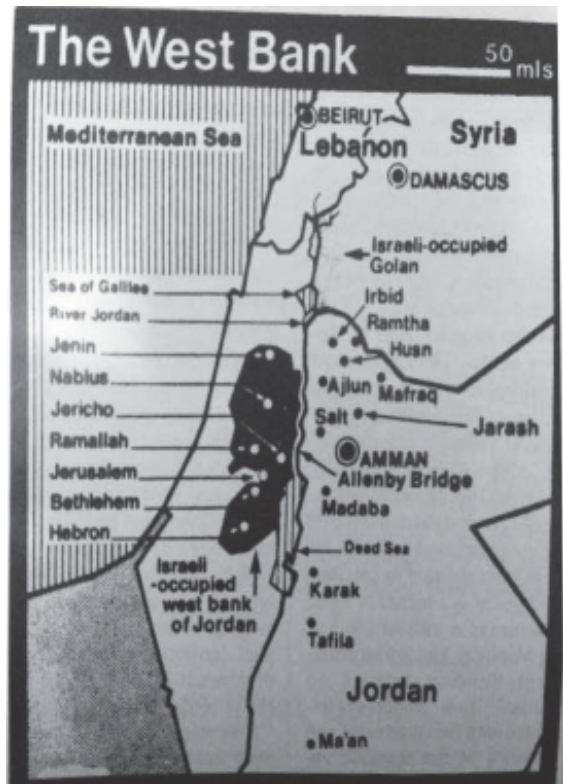 The West Bank
50
mls
BEIRUT
Mediterranean Sea
Lebanon
Syria
DAMASCUS
Israeli-occupied
Golan
Sea of Galilee
Irbid
River Jordan
Ramtha
Jenin
Husn
Nablus
Ajlun
Mafraq
Jericho
Salt
Jarash
Ramallah
AMMAN
Jerusalem
Allenby Bridge
Bethlehem
Madaba
Hebron
Dead Sea
Israeli
-occupied
west bank
of Jordan
Karak
Tafila
Jordan
Ma'an